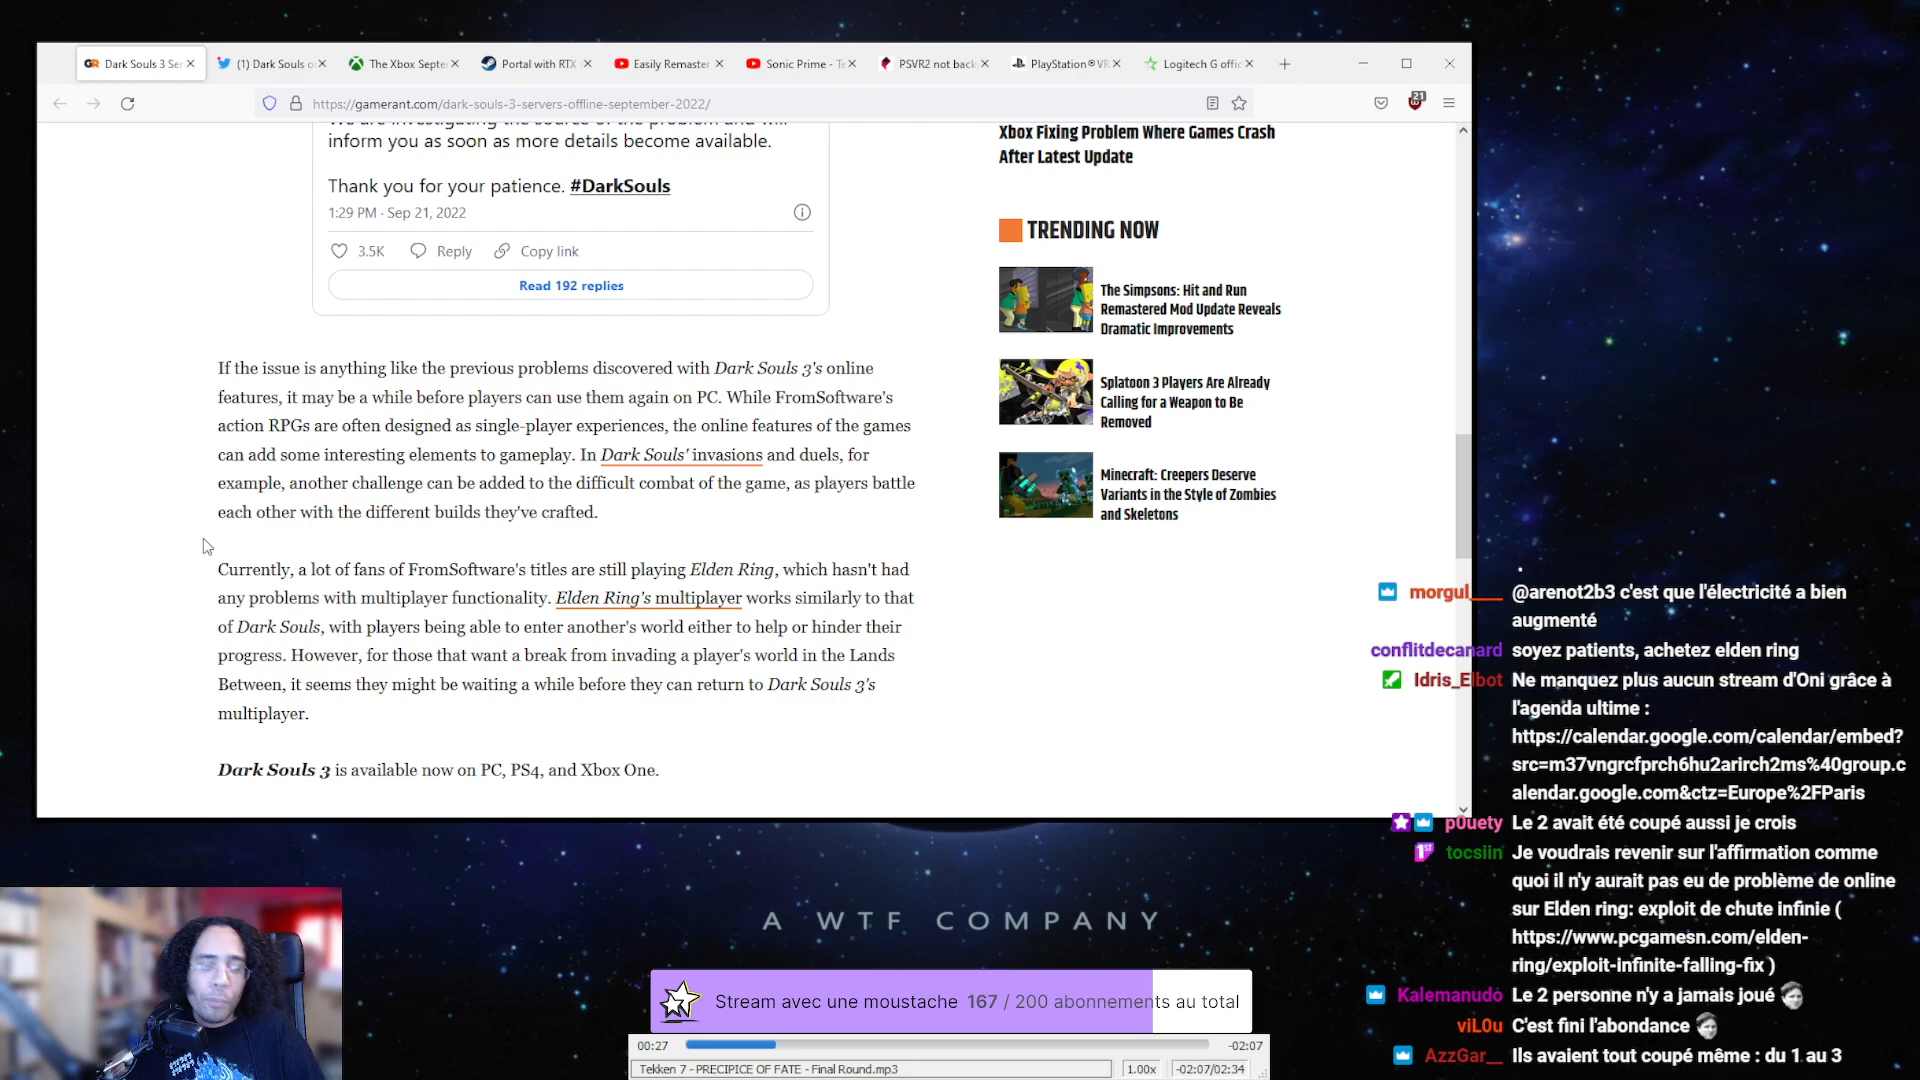 Dark Souls 3 Ser
(1) Dark Souls o
The Xbox Septe
Portal with RTX
Easily Remaster
Sonic Prime - Te
PSVR2 not back
PlayStation®VR
Logitech G offic
https://gamerant.com/dark-souls-3-servers-offline-september-2022/
21
inform you as soon as more details become available.
Thank you for your patience. #DarkSouls
1:29 PM · Sep 21, 2022
3.5K Reply Copy link
Read 192 replies
If the issue is anything like the previous problems discovered with Dark Souls 3's online
features, it may be a while before players can use them again on PC. While FromSoftware's
action RPGs are often designed as single-player experiences, the online features of the games
can add some interesting elements to gameplay. In Dark Souls' invasions and duels, for
example, another challenge can be added to the difficult combat of the game, as players battle
each other with the different builds they've crafted.
Currently, a lot of fans of FromSoftware's titles are still playing Elden Ring, which hasn't had
any problems with multiplayer functionality. Elden Ring's multiplayer works similarly to that
of Dark Souls, with players being able to enter another's world either to help or hinder their
progress. However, for those that want a break from invading a player's world in the Lands
Between, it seems they might be waiting a while before they can return to Dark Souls 3's
multiplayer.
Dark Souls 3 is available now on PC, PS4, and Xbox One.
Xbox Fixing Problem Where Games Crash
After Latest Update
TRENDING NOW
The Simpsons: Hit and Run
Remastered Mod Update Reveals
Dramatic Improvements
Splatoon 3 Players Are Already
Calling for a Weapon to Be
Removed
Minecraft: Creepers Deserve
Variants in the Style of Zombies
and Skeletons
morgul____ @arenot2b3 c'est que l'électricité a bien
augmenté
conflitdecanard soyez patients, achetez elden ring
Idris_Elbot Ne manquez plus aucun stream d'Oni grâce à
l'agenda ultime :
https://calendar.google.com/calendar/embed?
src=m37vngrcfprch6hu2arirch2ms%40group.c
alendar.google.com&ctz=Europe%2FParis
p0uety Le 2 avait été coupé aussi je crois
tocsiin Je voudrais revenir sur l'affirmation comme
quoi il n'y aurait pas eu de problème de online
sur Elden ring: exploit de chute infinie (
https://www.pcgamesn.com/elden-
ring/exploit-infinite-falling-fix )
Kalemanudo Le 2 personne n'y a jamais joué
viL0u C'est fini l'abondance
AzzGar__ Ils avaient tout coupé même : du 1 au 3
A WTF COMPANY
Stream avec une moustache 167 / 200 abonnements au total
00:27 -02:07
Tekken 7 - PRECIPICE OF FATE - Final Round.mp3 1.00x -02:07/02:34